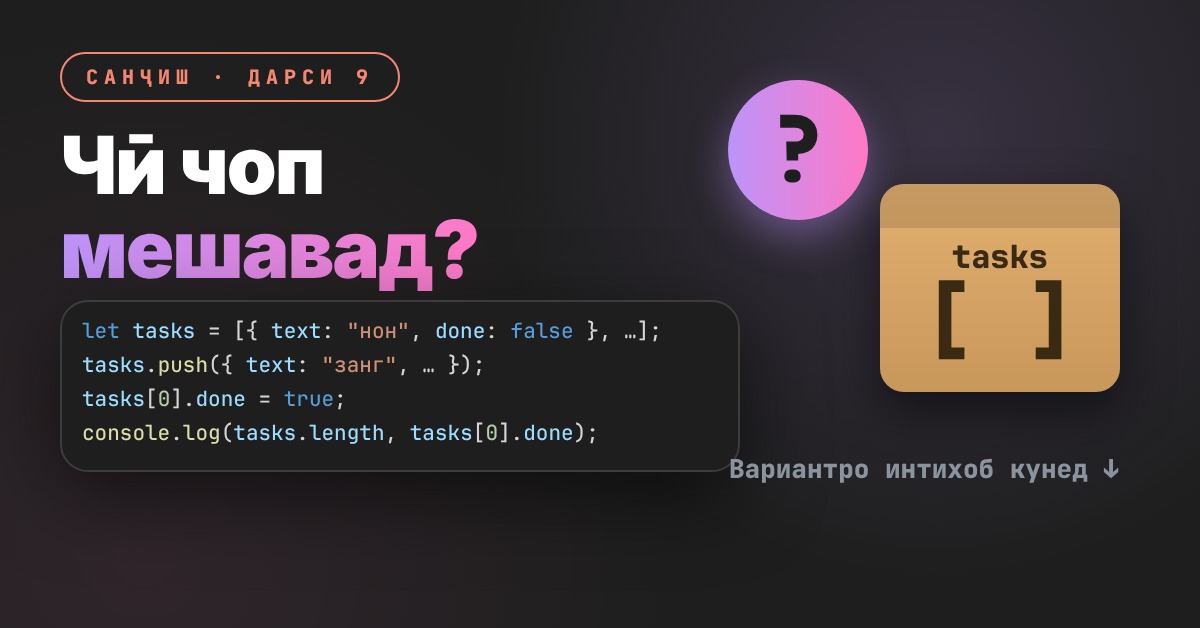 САНҶИШ · ДАРСИ 9
Чӣ чоп
мешавад?
let tasks = [{ text: "нон", done: false }, …];
tasks.push({ text: "занг", … });
tasks[0].done = true;
console.log(tasks.length, tasks[0].done);
?
tasks
[ ]
Вариантро интихоб кунед ↓